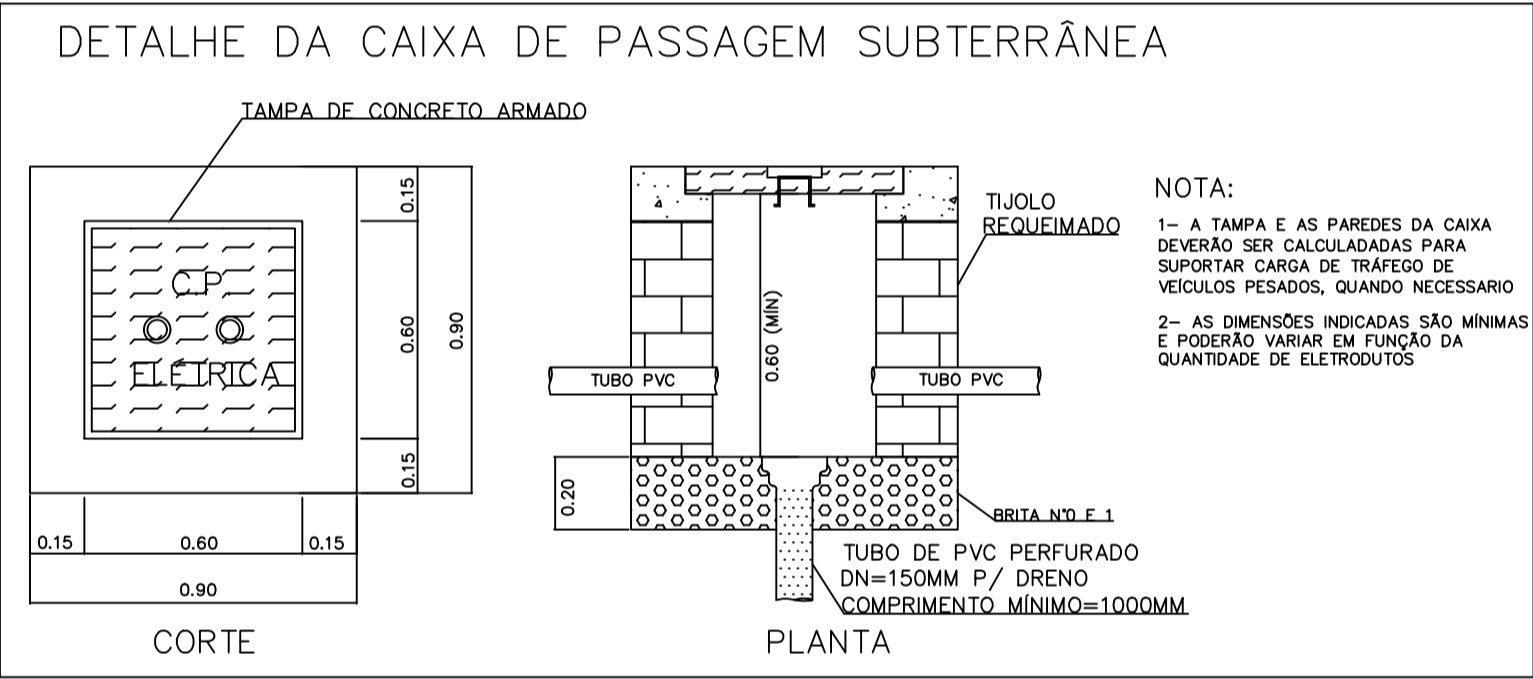 DETALHE DA CAIXA DE PASSAGEM SUBTERRÂNEA
TAMPA DE CONCRETO ARMADO
C.P
ELÉTRICA
0.15
0.60
0.15
0.90
0.15
0.60
0.15
0.90
CORTE
TIJOLO
REQUEIMADO
0.60 (MÍN)
TUBO PVC
TUBO PVC
0.20
BRITA N°0 E 1
TUBO DE PVC PERFURADO
DN=150MM P/ DRENO
COMPRIMENTO MÍNIMO=1000MM
PLANTA
NOTA:
1- A TAMPA E AS PAREDES DA CAIXA
DEVERÃO SER CALCULADADAS PARA
SUPORTAR CARGA DE TRÁFEGO DE
VEÍCULOS PESADOS, QUANDO NECESSARIO
2- AS DIMENSÕES INDICADAS SÃO MÍNIMAS
E PODERÃO VARIAR EM FUNÇÃO DA
QUANTIDADE DE ELETRODUTOS